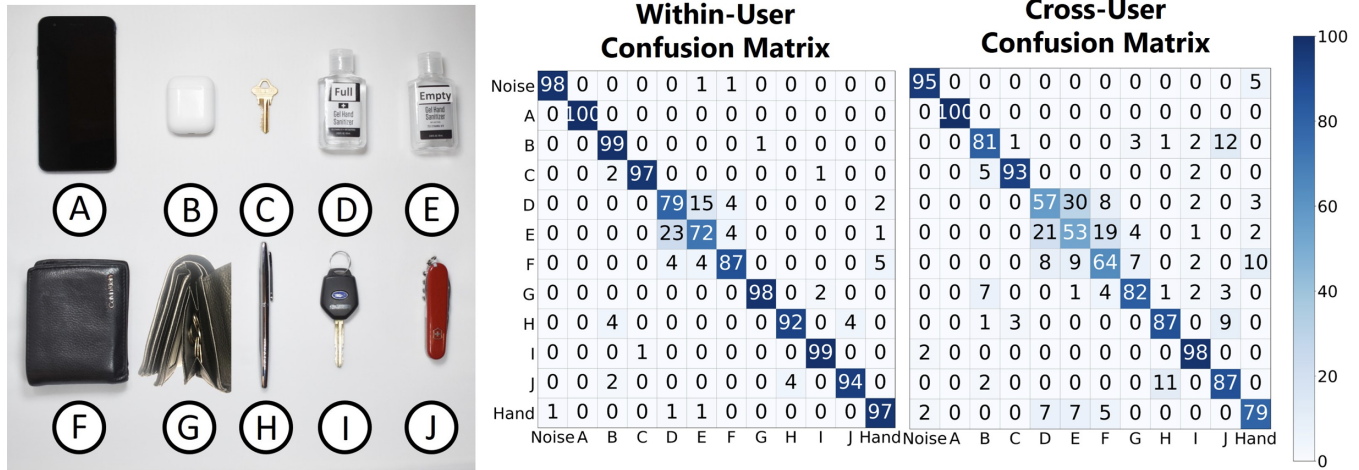 Full
Gel Hand
Sanitizer
Empty
Gel Hand
Sanitizer
A B C D E
F G H I J
Within-User
Confusion Matrix
Noise 98 0 0 0 0 1 1 0 0 0 0 0
A 0 100 0 0 0 0 0 0 0 0 0 0
B 0 0 99 0 0 0 0 1 0 0 0 0
C 0 0 2 97 0 0 0 0 0 1 0 0
D 0 0 0 0 79 15 4 0 0 0 0 2
E 0 0 0 0 23 72 4 0 0 0 0 1
F 0 0 0 0 4 4 87 0 0 0 0 5
G 0 0 0 0 0 0 0 98 0 2 0 0
H 0 0 4 0 0 0 0 0 92 0 4 0
I 0 0 0 1 0 0 0 0 0 99 0 0
J 0 0 2 0 0 0 0 0 4 0 94 0
Hand 1 0 0 0 1 1 0 0 0 0 0 97
Noise A B C D E F G H I J Hand
Cross-User
Confusion Matrix
95 0 0 0 0 0 0 0 0 0 0 5
0 100 0 0 0 0 0 0 0 0 0 0
0 0 81 1 0 0 0 3 1 2 12 0
0 0 5 93 0 0 0 0 0 2 0 0
0 0 0 0 57 30 8 0 0 2 0 3
0 0 0 0 21 53 19 4 0 1 0 2
0 0 0 0 8 9 64 7 0 2 0 10
0 0 7 0 0 1 4 82 1 2 3 0
0 0 1 3 0 0 0 0 87 0 9 0
2 0 0 0 0 0 0 0 0 98 0 0
0 0 2 0 0 0 0 0 11 0 87 0
2 0 0 0 7 7 5 0 0 0 0 79
Noise A B C D E F G H I J Hand
100
80
60
40
20
0